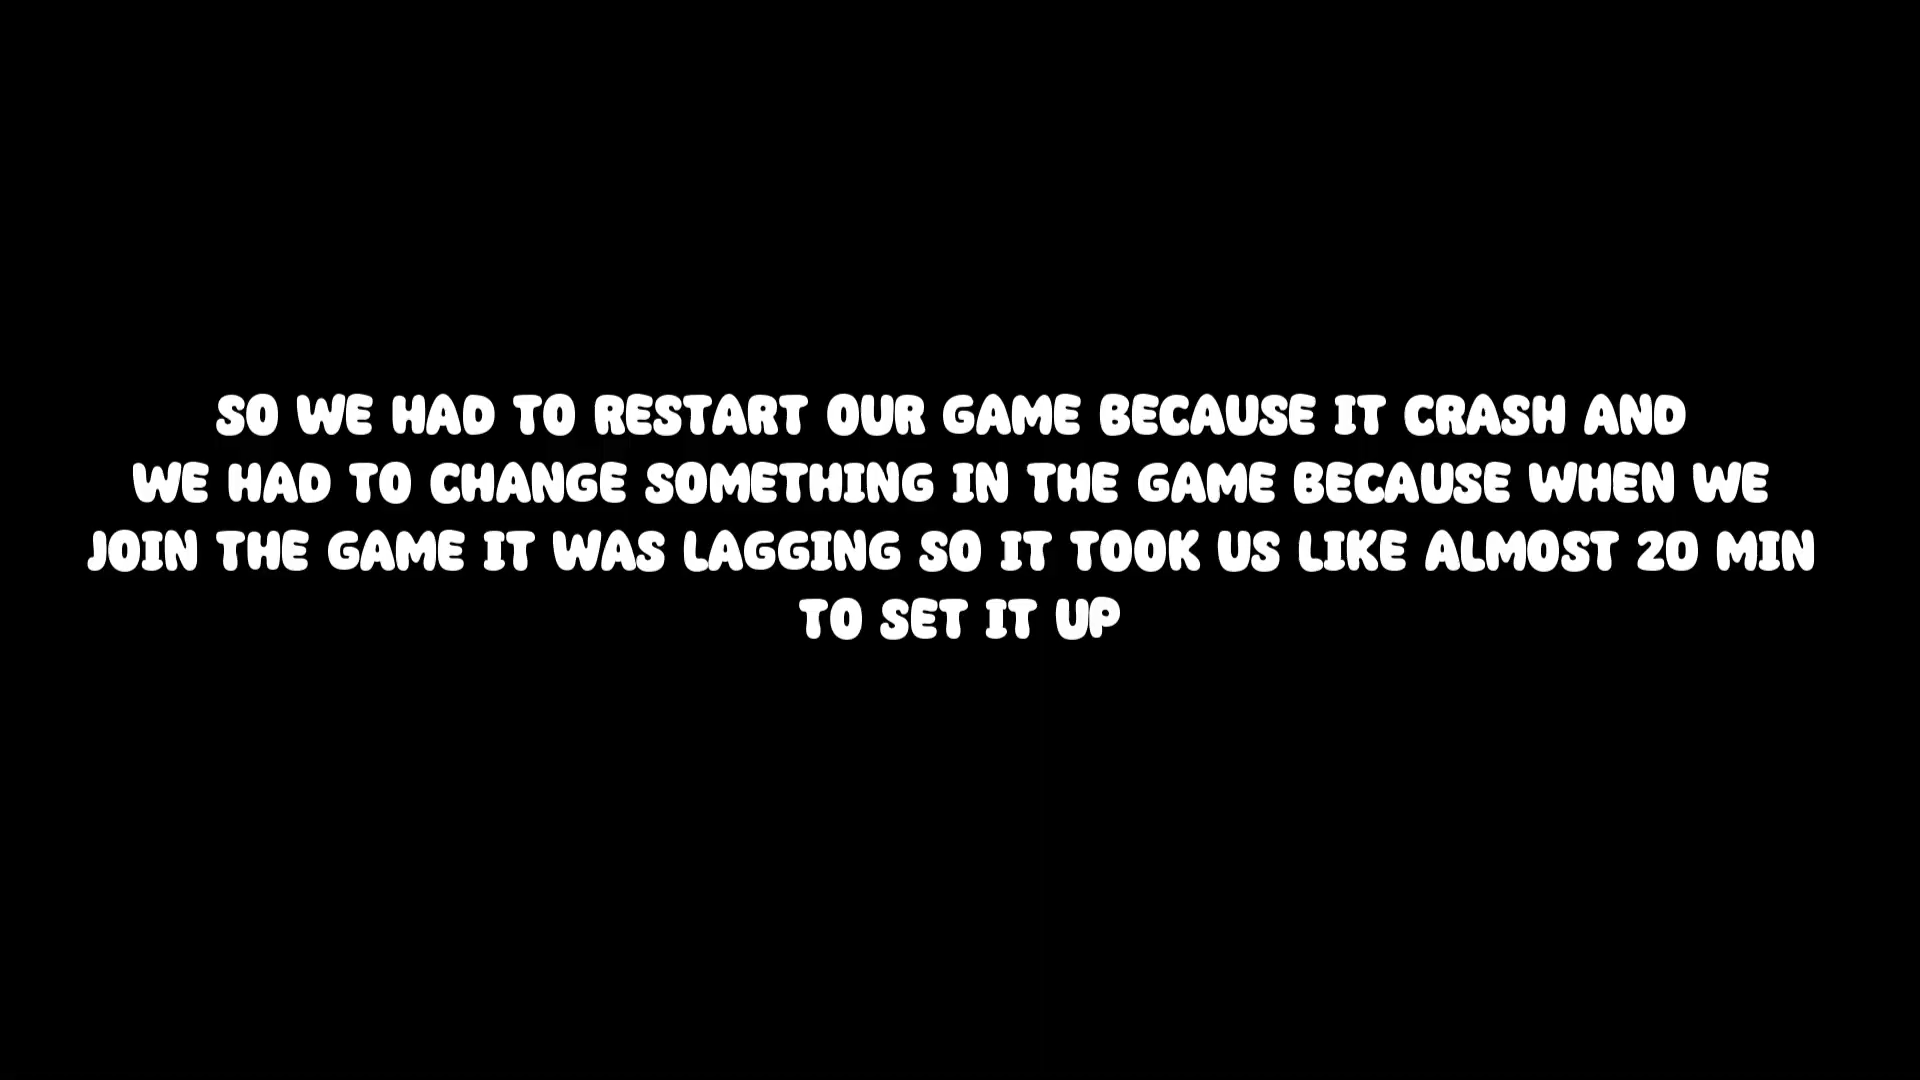 SO WE HAD TO RESTART OUR GAME BECAUSE IT CRASH AND
WE HAD TO CHANGE SOMETHING IN THE GAME BECAUSE WHEN WE
JOIN THE GAME IT WAS LAGGING SO IT TOOK US LIKE ALMOST 20 MIN
TO SET IT UP